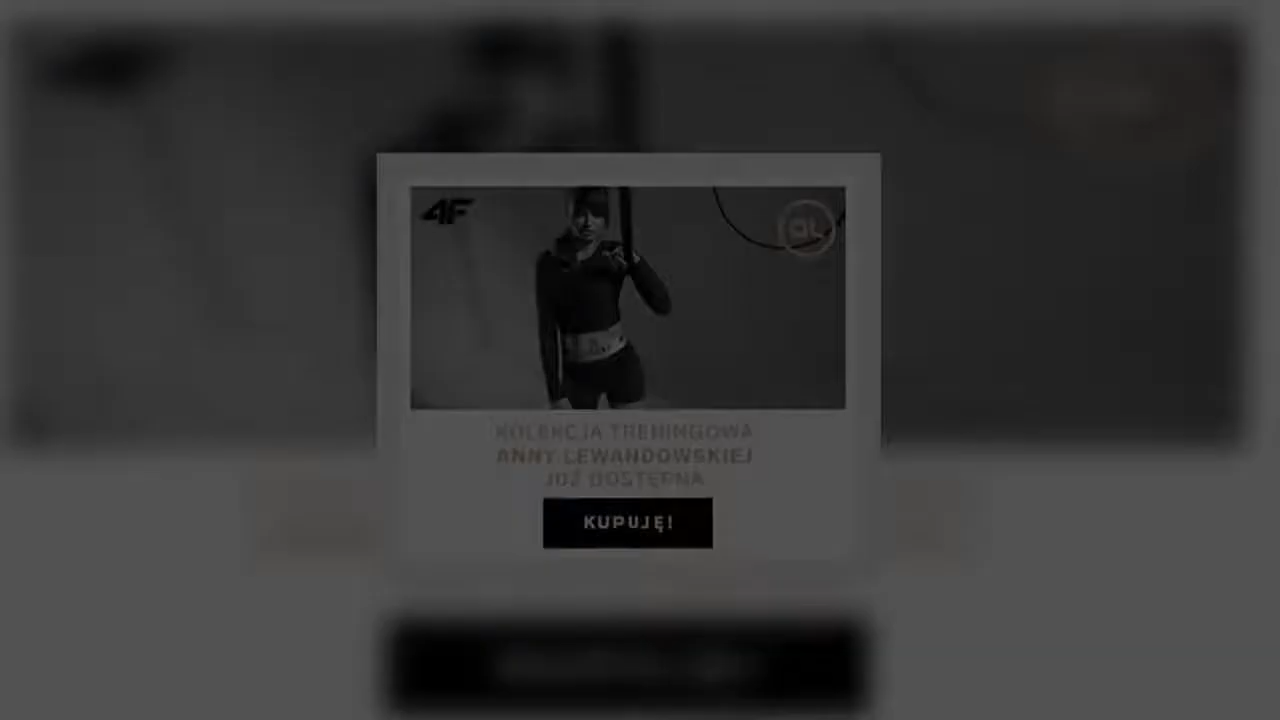 4F
KOLEKCJA TRENINGOWA
ANNY LEWANDOWSKIEJ
JUŻ DOSTĘPNA
KUPUJĘ!